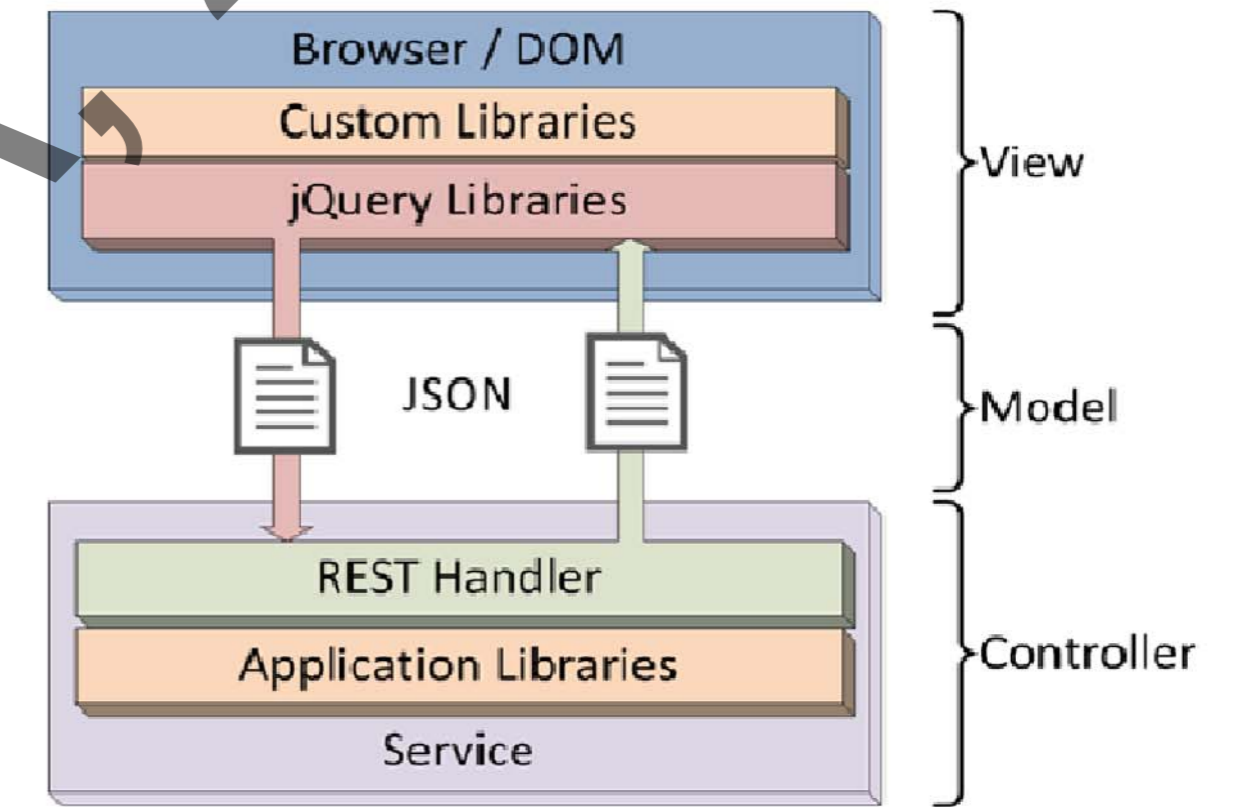 Browser / DOM
Custom Libraries
jQuery Libraries
View
JSON
Model
REST Handler
Application Libraries
Controller
Service